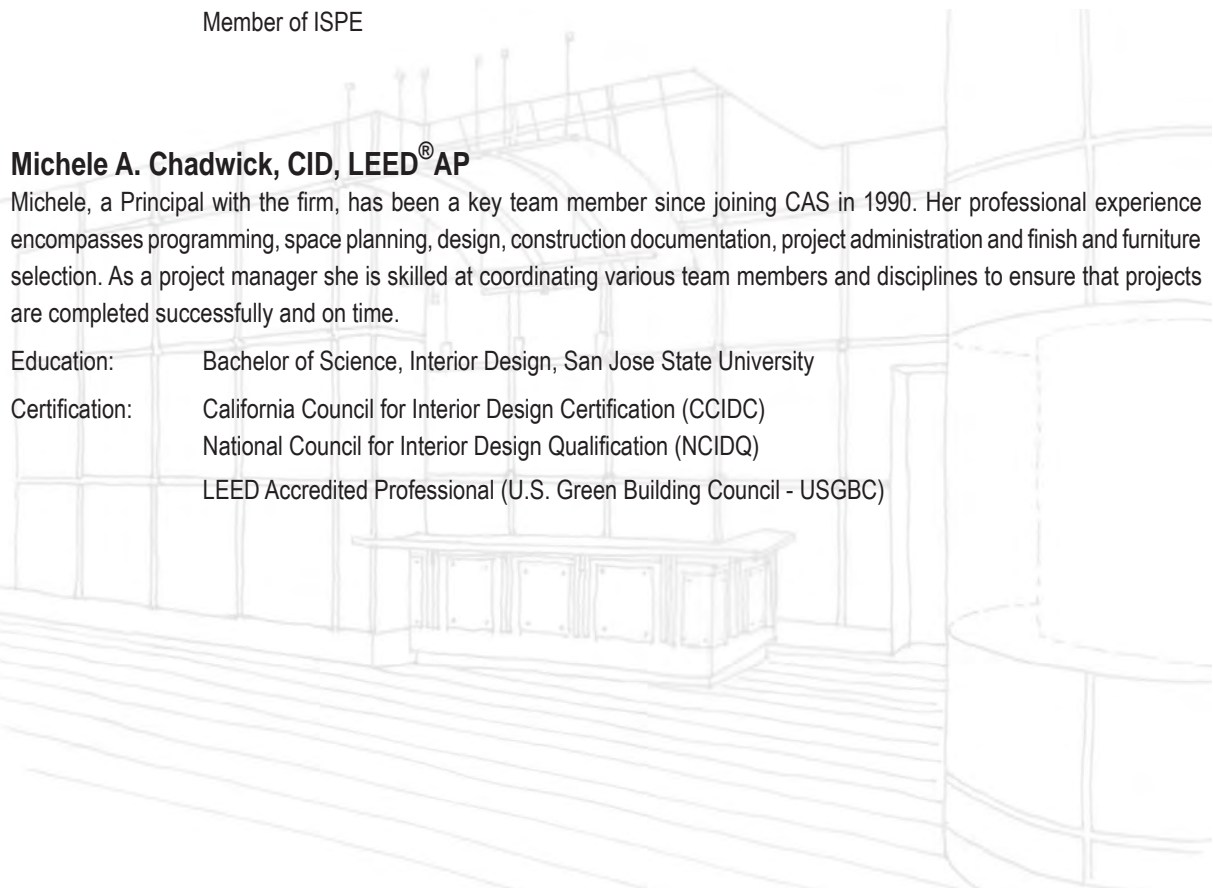 Member of ISPE
Michele A. Chadwick, CID, LEED®AP
Michele, a Principal with the firm, has been a key team member since joining CAS in 1990. Her professional experience
encompasses programming, space planning, design, construction documentation, project administration and finish and furniture
selection. As a project manager she is skilled at coordinating various team members and disciplines to ensure that projects
are completed successfully and on time.
Education: Bachelor of Science, Interior Design, San Jose State University
Certification: California Council for Interior Design Certification (CCIDC)
National Council for Interior Design Qualification (NCIDQ)
LEED Accredited Professional (U.S. Green Building Council - USGBC)